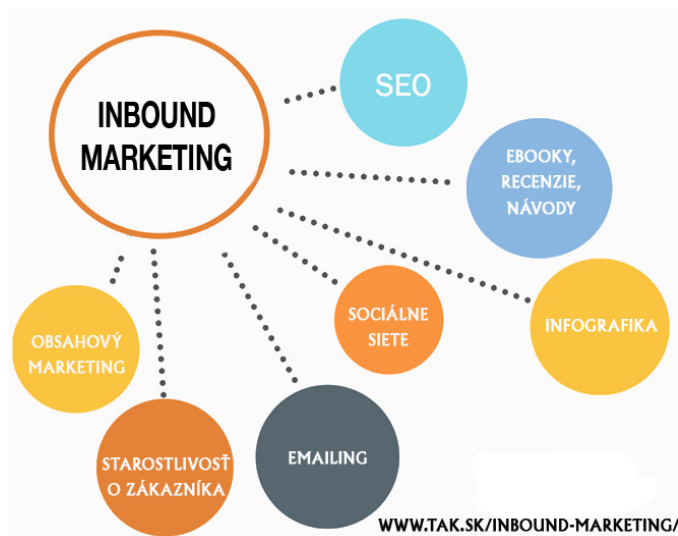 INBOUND
MARKETING
SEO
EBOOKY,
RECENZIE,
NÁVODY
INFOGRAFIKA
SOCIÁLNE
SIETE
OBSAHOVÝ
MARKETING
STAROSTLIVOSŤ
O ZÁKAZNÍKA
EMAILING
WWW.TAK.SK/INBOUND-MARKETING/